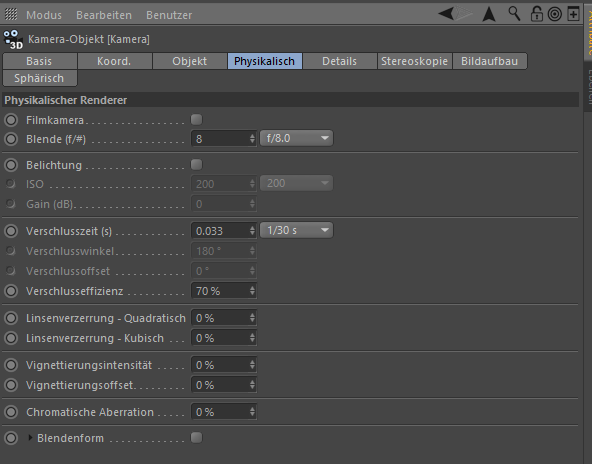 Modus Bearbeiten Benutzer
3D Kamera-Objekt [Kamera]
Basis Koord. Objekt Physikalisch Details Stereoskopie Bildaufbau
Sphärisch
Physikalischer Renderer
Filmkamera
Blende (f/#) 8 f/8.0
Belichtung
ISO 200 200
Gain (dB) 0
Verschlusszeit (s) 0.033 1/30 s
Verschlusswinkel 180 °
Verschlussoffset 0 °
Verschlusseffizienz 70 %
Linsenverzerrung - Quadratisch 0 %
Linsenverzerrung - Kubisch 0 %
Vignettierungsintensität 0 %
Vignettierungsoffset 0 %
Chromatische Aberration 0 %
Blendenform